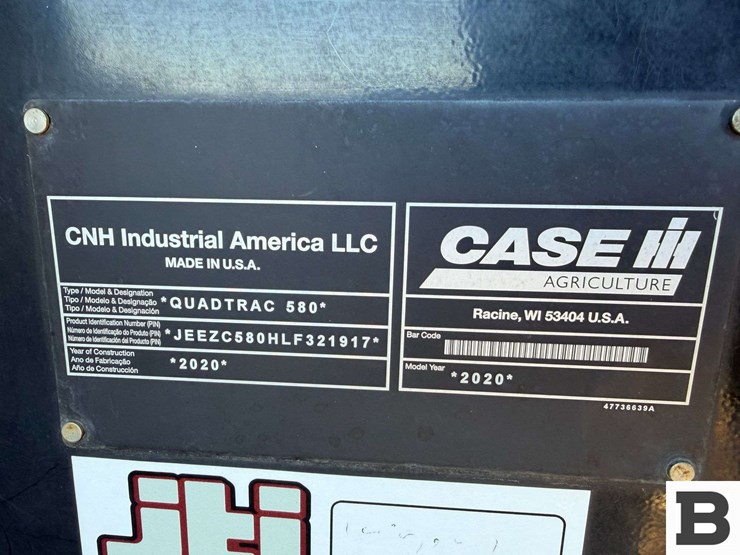 CNH Industrial America LLC
MADE IN U.S.A.
Type / Model & Designation
Tipo / Modelo & Designação
Tipo / Modelo & Designación
*QUADTRAC 580*
Product Identification Number (PIN)
Número de Identificação do Produto (PIN)
Número de Identificación del Producto (PIN)
*JEEZC580HLF321917*
Year of Construction
Ano de Fabricação
Año de Construcción
*2020*
CASE IH
AGRICULTURE
Racine, WI 53404 U.S.A.
Bar Code
Model Year
*2020*
47736639A
jti
B